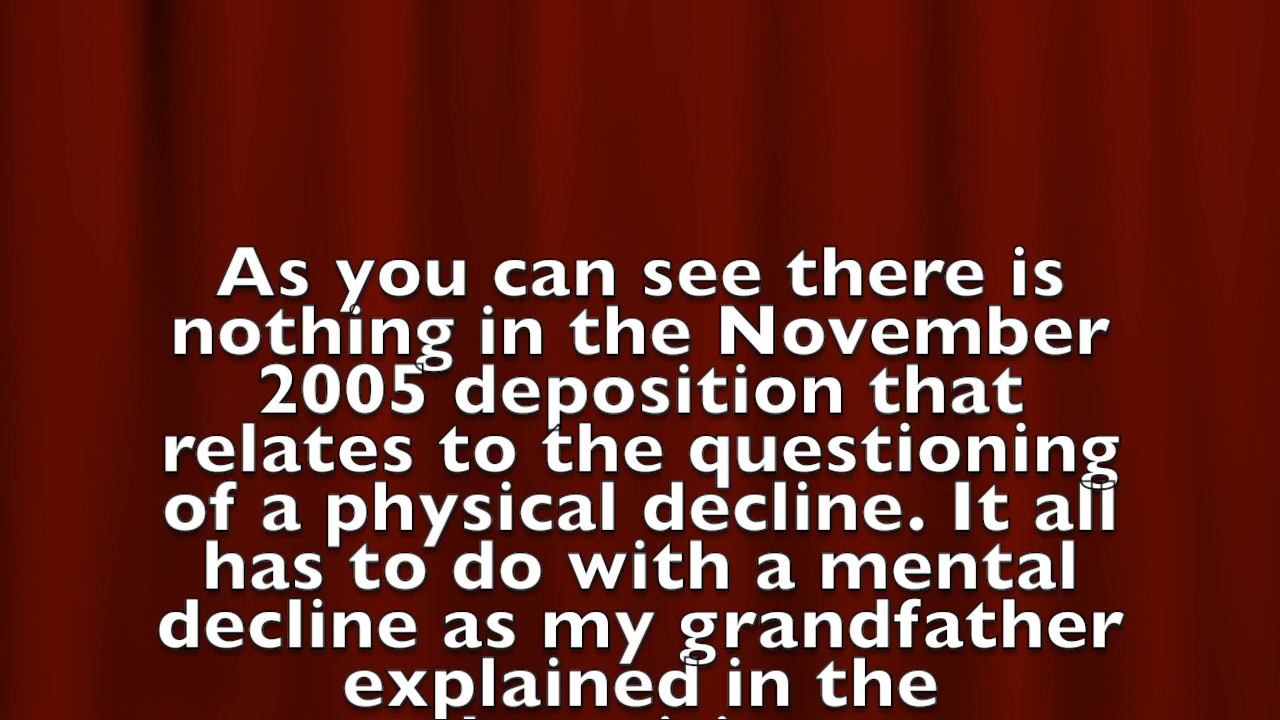 As you can see there is
nothing in the November
2005 deposition that
relates to the questioning
of a physical decline. It all
has to do with a mental
decline as my grandfather
explained in the